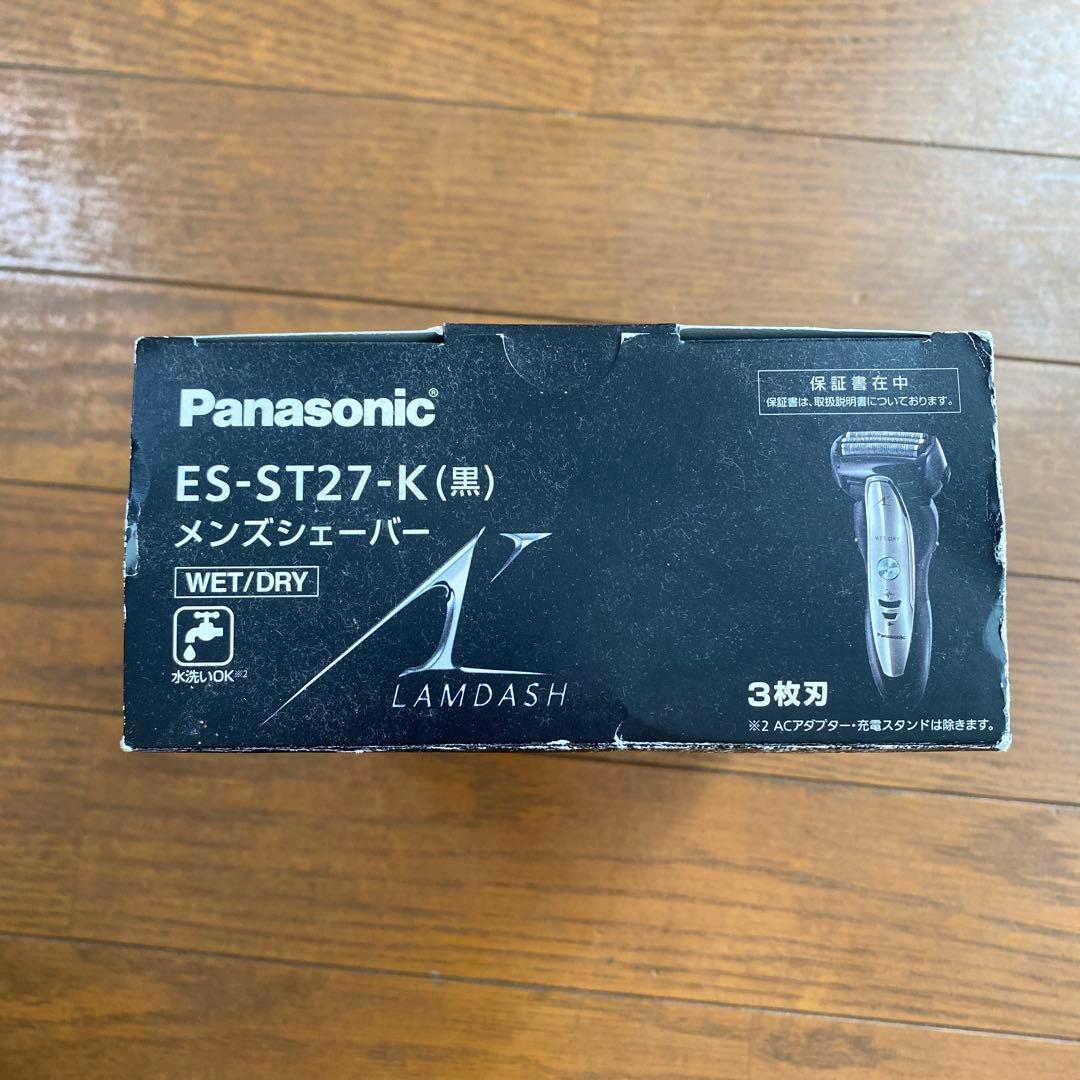 Panasonic®
ES-ST27-K(黒)
メンズシェーバー
WET/DRY
水洗いOK※2
LAMDASH
保証書在中
保証書は、取扱説明書についております。
WET/DRY
Panasonic
3枚刃
※2 ACアダプター・充電スタンドは除きます。